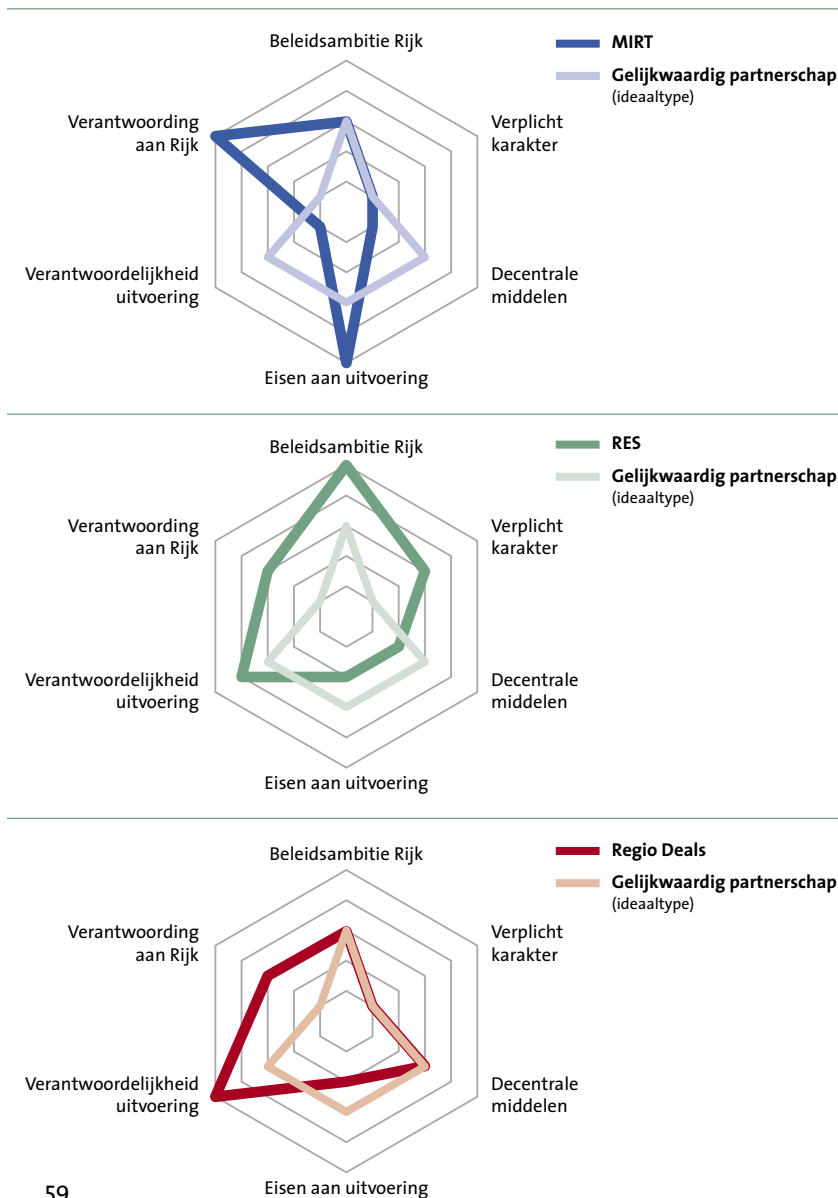 Beleidsambitie Rijk
MIRT
Gelijkwaardig partnerschap
(ideaaltype)
Verantwoording
aan Rijk
Verplicht
karakter
Verantwoordelijkheid
uitvoering
Decentrale
middelen
Eisen aan uitvoering
Beleidsambitie Rijk
RES
Gelijkwaardig partnerschap
(ideaaltype)
Verantwoording
aan Rijk
Verplicht
karakter
Verantwoordelijkheid
uitvoering
Decentrale
middelen
Eisen aan uitvoering
Beleidsambitie Rijk
Regio Deals
Gelijkwaardig partnerschap
(ideaaltype)
Verantwoording
aan Rijk
Verplicht
karakter
Verantwoordelijkheid
uitvoering
Decentrale
middelen
Eisen aan uitvoering
59